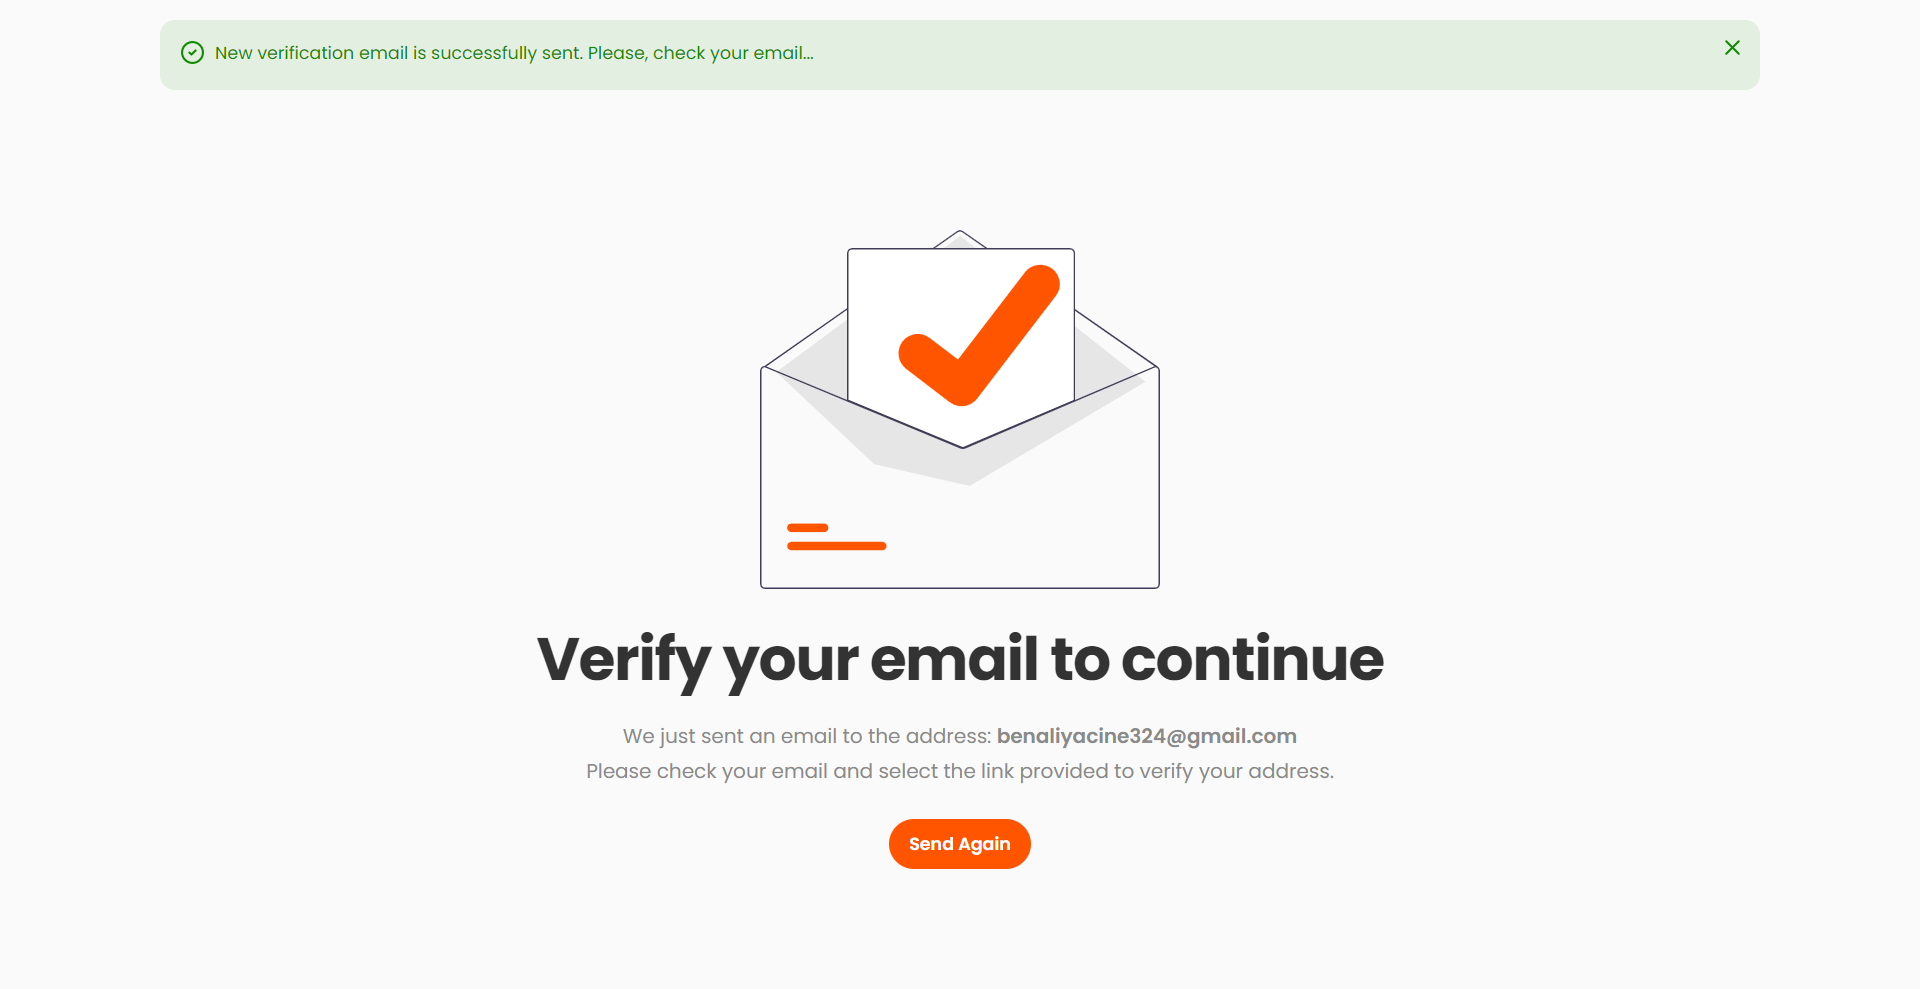 New verification email is successfully sent. Please, check your email...
Verify your email to continue
We just sent an email to the address: benaliyacine324@gmail.com
Please check your email and select the link provided to verify your address.
Send Again